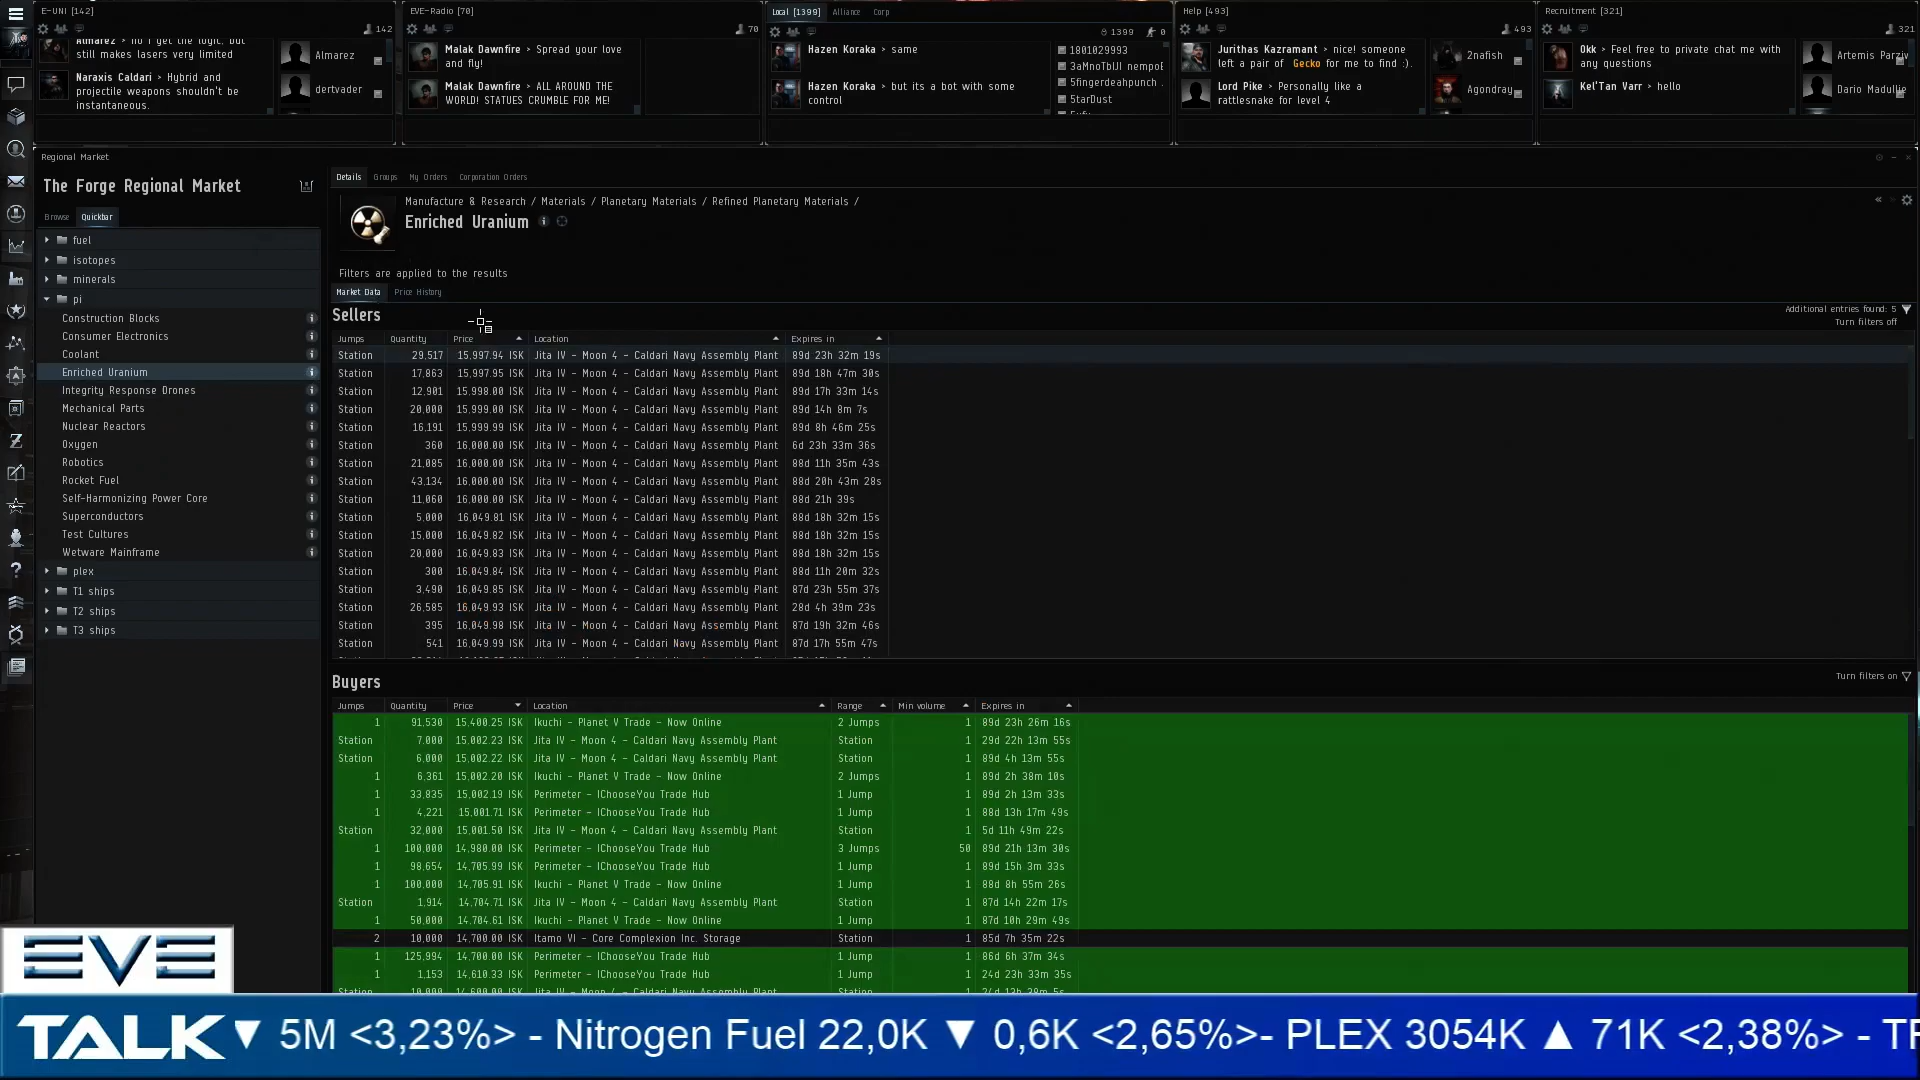 E-UNI [142]
EVE-Radio [70]
Local [1399] Alliance Corp
Help [493]
Recruitment [321]
142
70
1399 0
493
321
Almarez > no i get the logic, but still makes lasers very limited
Naraxis Caldari > Hybrid and projectile weapons shouldn't be instantaneous.
Almarez
dertvader
Malak Dawnfire > Spread your love and fly!
Malak Dawnfire > ALL AROUND THE WORLD! STATUES CRUMBLE FOR ME!
Hazen Koraka > same
Hazen Koraka > but its a bot with some control
1801029993
5fingerdeahpunch
5tarDust
Jurithas Kazramant > nice! someone left a pair of Gecko for me to find :).
Lord Pike > Personally like a rattlesnake for level 4
2nafish
Agondray
Okk > Feel free to private chat me with any questions
Kel'Tan Varr > hello
Artemis Parziv
Dario Madullie
Regional Market
The Forge Regional Market
Browse Quickbar
fuel
isotopes
minerals
pi
Construction Blocks
Consumer Electronics
Coolant
Enriched Uranium
Integrity Response Drones
Mechanical Parts
Nuclear Reactors
Oxygen
Robotics
Rocket Fuel
Self-Harmonizing Power Core
Superconductors
Test Cultures
Wetware Mainframe
plex
T1 ships
T2 ships
T3 ships
Details Groups My Orders Corporation Orders
Manufacture & Research / Materials / Planetary Materials / Refined Planetary Materials /
Enriched Uranium
Filters are applied to the results
Market Data Price History
Sellers
Additional entries found: 5
Turn filters off
Jumps Quantity Price Location Expires in
Station 29,517 15,997.94 ISK Jita IV - Moon 4 - Caldari Navy Assembly Plant 89d 23h 32m 19s
Station 17,863 15,997.95 ISK Jita IV - Moon 4 - Caldari Navy Assembly Plant 89d 18h 47m 30s
Station 12,901 15,998.00 ISK Jita IV - Moon 4 - Caldari Navy Assembly Plant 89d 17h 33m 14s
Station 20,000 15,999.00 ISK Jita IV - Moon 4 - Caldari Navy Assembly Plant 89d 14h 8m 7s
Station 16,191 15,999.99 ISK Jita IV - Moon 4 - Caldari Navy Assembly Plant 89d 8h 46m 25s
Station 360 16,000.00 ISK Jita IV - Moon 4 - Caldari Navy Assembly Plant 6d 23h 33m 36s
Station 21,085 16,000.00 ISK Jita IV - Moon 4 - Caldari Navy Assembly Plant 88d 11h 35m 43s
Station 43,134 16,000.00 ISK Jita IV - Moon 4 - Caldari Navy Assembly Plant 88d 20h 43m 28s
Station 11,060 16,000.00 ISK Jita IV - Moon 4 - Caldari Navy Assembly Plant 88d 21h 39s
Station 5,000 16,049.81 ISK Jita IV - Moon 4 - Caldari Navy Assembly Plant 88d 18h 32m 15s
Station 15,000 16,049.82 ISK Jita IV - Moon 4 - Caldari Navy Assembly Plant 88d 18h 32m 15s
Station 20,000 16,049.83 ISK Jita IV - Moon 4 - Caldari Navy Assembly Plant 88d 18h 32m 15s
Station 300 16,049.84 ISK Jita IV - Moon 4 - Caldari Navy Assembly Plant 88d 11h 20m 32s
Station 3,490 16,049.85 ISK Jita IV - Moon 4 - Caldari Navy Assembly Plant 87d 23h 55m 37s
Station 26,585 16,049.93 ISK Jita IV - Moon 4 - Caldari Navy Assembly Plant 28d 4h 39m 23s
Station 395 16,049.98 ISK Jita IV - Moon 4 - Caldari Navy Assembly Plant 87d 19h 32m 46s
Station 541 16,049.99 ISK Jita IV - Moon 4 - Caldari Navy Assembly Plant 87d 17h 55m 47s
Buyers
Turn filters on
Jumps Quantity Price Location Range Min volume Expires in
1 91,530 15,400.25 ISK Ikuchi - Planet V Trade - Now Online 2 Jumps 1 89d 23h 26m 16s
Station 7,000 15,002.23 ISK Jita IV - Moon 4 - Caldari Navy Assembly Plant Station 1 29d 22h 13m 55s
Station 6,000 15,002.22 ISK Jita IV - Moon 4 - Caldari Navy Assembly Plant Station 1 89d 4h 13m 55s
1 6,361 15,002.20 ISK Ikuchi - Planet V Trade - Now Online 2 Jumps 1 89d 2h 38m 10s
1 33,835 15,002.19 ISK Perimeter - IChooseYou Trade Hub 1 Jump 1 89d 2h 13m 33s
1 4,221 15,001.71 ISK Perimeter - IChooseYou Trade Hub 1 Jump 1 88d 13h 17m 49s
Station 32,000 15,001.50 ISK Jita IV - Moon 4 - Caldari Navy Assembly Plant Station 1 5d 11h 49m 22s
1 100,000 14,980.00 ISK Perimeter - IChooseYou Trade Hub 3 Jumps 50 89d 21h 13m 30s
1 98,654 14,705.99 ISK Perimeter - IChooseYou Trade Hub 1 Jump 1 89d 15h 3m 33s
1 100,000 14,705.91 ISK Ikuchi - Planet V Trade - Now Online 1 Jump 1 88d 8h 55m 26s
Station 1,914 14,704.71 ISK Jita IV - Moon 4 - Caldari Navy Assembly Plant Station 1 87d 14h 22m 17s
1 50,000 14,704.61 ISK Ikuchi - Planet V Trade - Now Online 1 Jump 1 87d 10h 29m 49s
2 10,000 14,700.00 ISK Itamo VI - Core Complexion Inc. Storage Station 1 85d 7h 35m 22s
1 125,994 14,700.00 ISK Perimeter - IChooseYou Trade Hub 1 Jump 1 86d 6h 37m 34s
1 1,153 14,610.33 ISK Perimeter - IChooseYou Trade Hub 1 Jump 1 24d 23h 33m 35s
EVE
TALK ▼ 5M <3,23%> - Nitrogen Fuel 22,0K ▼ 0,6K <2,65%>- PLEX 3054K ▲ 71K <2,38%> -